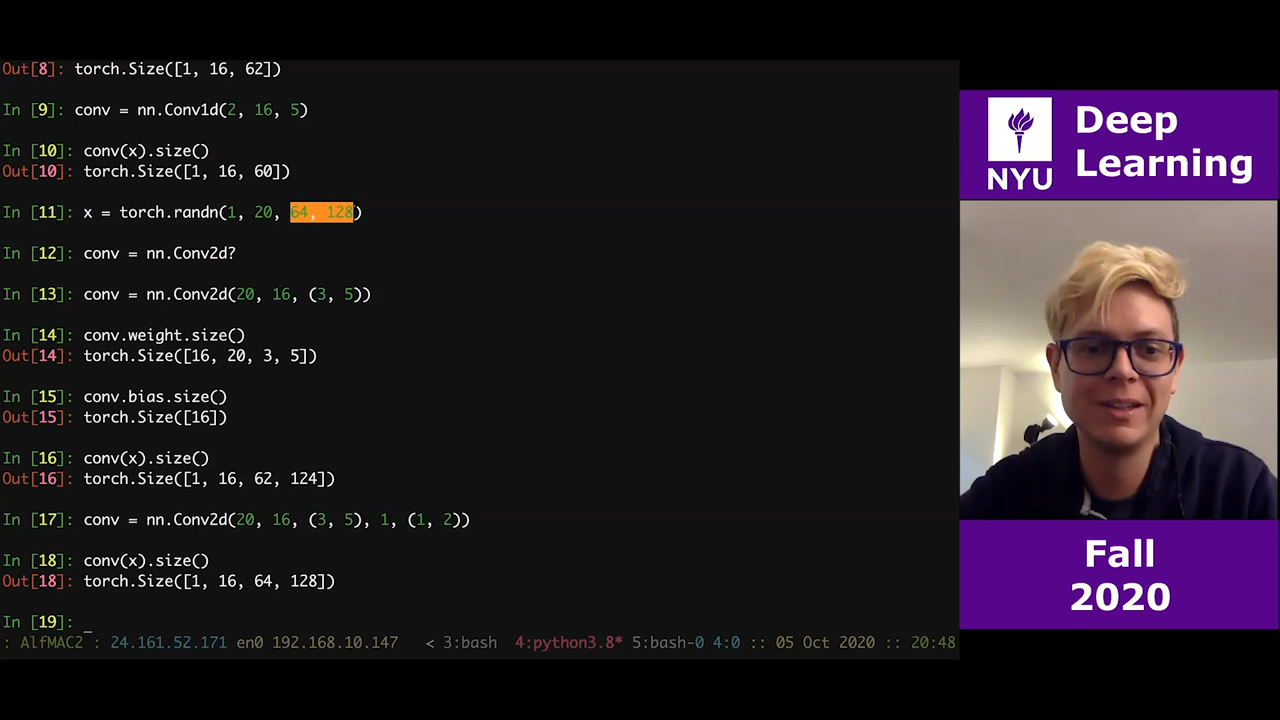 Out[8]: torch.Size([1, 16, 62])
In [9]: conv = nn.Conv1d(2, 16, 5)
In [10]: conv(x).size()
Out[10]: torch.Size([1, 16, 60])
In [11]: x = torch.randn(1, 20, 64, 128)
In [12]: conv = nn.Conv2d?
In [13]: conv = nn.Conv2d(20, 16, (3, 5))
In [14]: conv.weight.size()
Out[14]: torch.Size([16, 20, 3, 5])
In [15]: conv.bias.size()
Out[15]: torch.Size([16])
In [16]: conv(x).size()
Out[16]: torch.Size([1, 16, 62, 124])
In [17]: conv = nn.Conv2d(20, 16, (3, 5), 1, (1, 2))
In [18]: conv(x).size()
Out[18]: torch.Size([1, 16, 64, 128])
In [19]: _
: AlfMAC2 : 24.161.52.171 en0 192.168.10.147 < 3:bash 4:python3.8* 5:bash-0 4:0 :: 05 Oct 2020 :: 20:48
NYU
Deep
Learning
Fall
2020